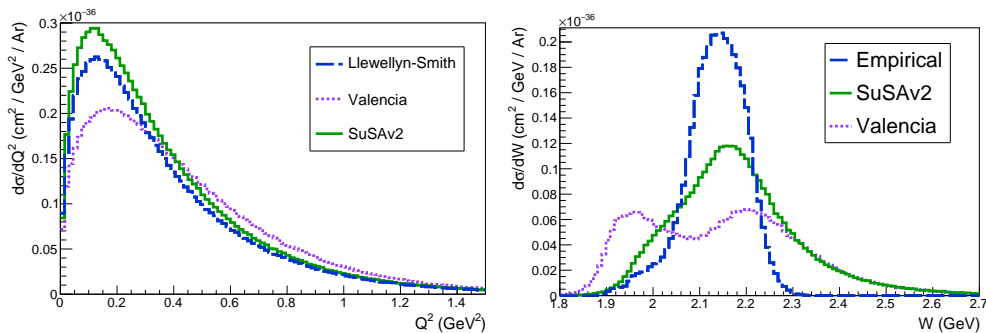 ×10⁻³⁶
dσ/dQ² (cm² / GeV² / Ar)
0.3
0.25
0.2
0.15
0.1
0.05
0
Llewellyn-Smith
Valencia
SuSAv2
0 0.2 0.4 0.6 0.8 1 1.2 1.4
Q² (GeV²)
×10⁻³⁶
dσ/dW (cm² / GeV / Ar)
0.2
0.18
0.16
0.14
0.12
0.1
0.08
0.06
0.04
0.02
0
Empirical
SuSAv2
Valencia
1.8 1.9 2 2.1 2.2 2.3 2.4 2.5 2.6 2.7
W (GeV)